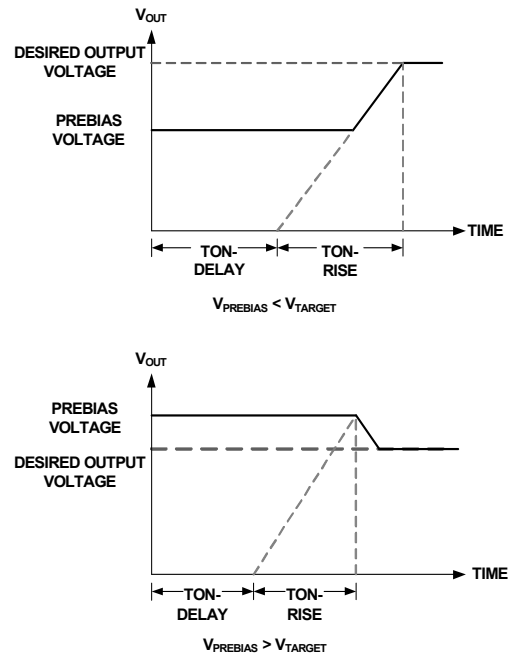 VOUT
DESIRED OUTPUT
VOLTAGE
PREBIAS
VOLTAGE
TIME
TON-
DELAY
TON-
RISE
VPREBIAS < VTARGET
VOUT
PREBIAS
VOLTAGE
DESIRED OUTPUT
VOLTAGE
TIME
TON-
DELAY
TON-
RISE
VPREBIAS > VTARGET